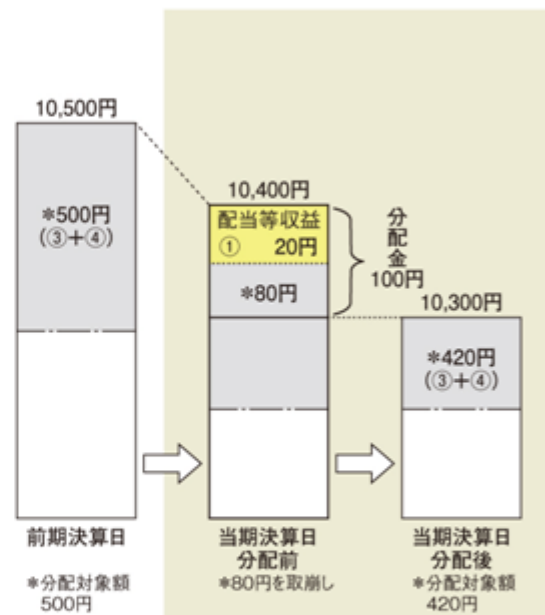 10,500円
*500円
(③+④)
前期決算日
*分配対象額
500円
10,400円
配当等収益
① 20円
*80円
分配金
100円
当期決算日
分配前
*80円を取崩し
10,300円
*420円
(③+④)
当期決算日
分配後
*分配対象額
420円